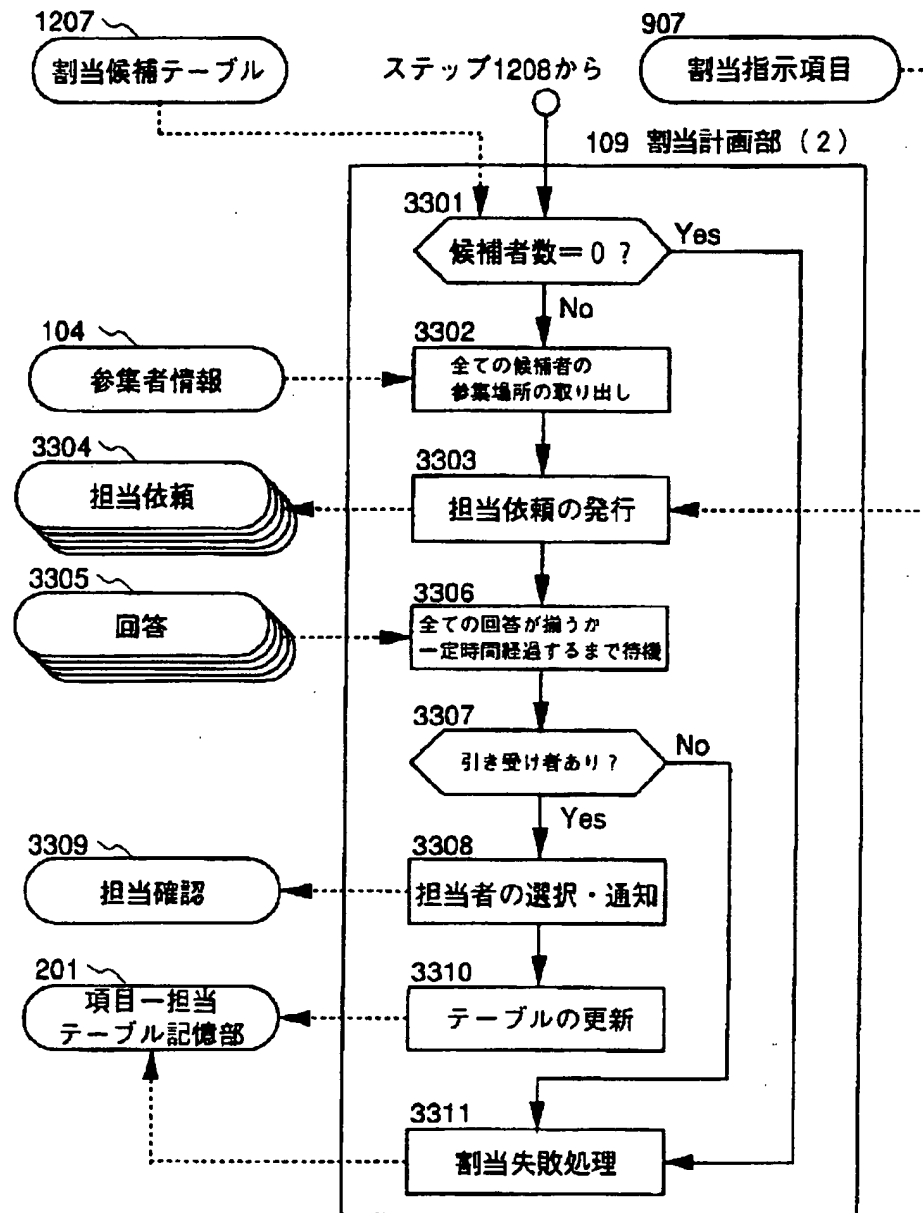 1207
割当候補テーブル
ステップ1208から
907
割当指示項目
109 割当計画部（2）
3301
候補者数＝0？
Yes
No
104
参集者情報
3302
全ての候補者の
参集場所の取り出し
3304
担当依頼
3303
担当依頼の発行
3305
回答
3306
全ての回答が揃うか
一定時間経過するまで待機
3307
引き受け者あり？
No
Yes
3309
担当確認
3308
担当者の選択・通知
201
項目－担当
テーブル記憶部
3310
テーブルの更新
3311
割当失敗処理